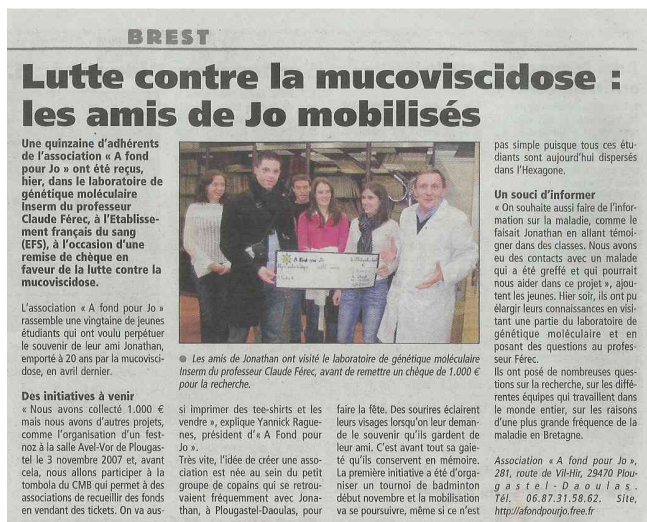 BREST
Lutte contre la mucoviscidose :
les amis de Jo mobilisés
Une quinzaine d'adhérents
de l'association « A fond
pour Jo » ont été reçus,
hier, dans le laboratoire de
génétique moléculaire
Inserm du professeur
Claude Férec, à l'Etablisse-
ment français du sang
(EFS), à l'occasion d'une
remise de chèque en
faveur de la lutte contre la
mucoviscidose.
L'association « A fond pour Jo »
rassemble une vingtaine de jeunes
étudiants qui ont voulu perpétuer
le souvenir de leur ami Jonathan,
emporté à 20 ans par la mucovisci-
dose, en avril dernier.
Des initiatives à venir
« Nous avons collecté 1.000 €
mais nous avons d'autres projets,
comme l'organisation d'un fest-
noz à la salle Avel-Vor de Plougas-
tel le 3 novembre 2007 et, avant
cela, nous allons participer à la
tombola du CMB qui permet à des
associations de recueillir des fonds
en vendant des tickets. On va aus-
● Les amis de Jonathan ont visité le laboratoire de génétique moléculaire
Inserm du professeur Claude Férec, avant de remettre un chèque de 1.000 €
pour la recherche.
si imprimer des tee-shirts et les
vendre », explique Yannick Rague-
nes, président d'« A Fond pour
Jo ».
Très vite, l'idée de créer une asso-
ciation est née au sein du petit
groupe de copains qui se retrou-
vaient fréquemment avec Jona-
than, à Plougastel-Daoulas, pour
faire la fête. Des sourires éclairent
leurs visages lorsqu'on leur deman-
de le souvenir qu'ils gardent de
leur ami. C'est avant tout sa gaie-
té qu'ils conservent en mémoire.
La première initiative a été d'orga-
niser un tournoi de badminton
début novembre et la mobilisation
va se poursuivre, même si ce n'est
pas simple puisque tous ces étu-
diants sont aujourd'hui dispersés
dans l'Hexagone.
Un souci d'informer
« On souhaite aussi faire de l'infor-
mation sur la maladie, comme le
faisait Jonathan en allant témoi-
gner dans des classes. Nous avons
eu des contacts avec un malade
qui a été greffé et qui pourrait
nous aider dans ce projet », ajou-
tent les jeunes. Hier soir, ils ont pu
élargir leurs connaissances en visi-
tant une partie du laboratoire de
génétique moléculaire et en
posant des questions au profes-
seur Férec.
Ils ont posé de nombreuses ques-
tions sur la recherche, sur les diffé-
rentes équipes qui travaillent dans
le monde entier, sur les raisons
d'une plus grande fréquence de la
maladie en Bretagne.
Association « A fond pour Jo »,
281, route de Vil-Hir, 29470 Plou-
gastel-Daoulas.
Tél. 06.87.31.58.62. Site,
http://afondpourjo.free.fr